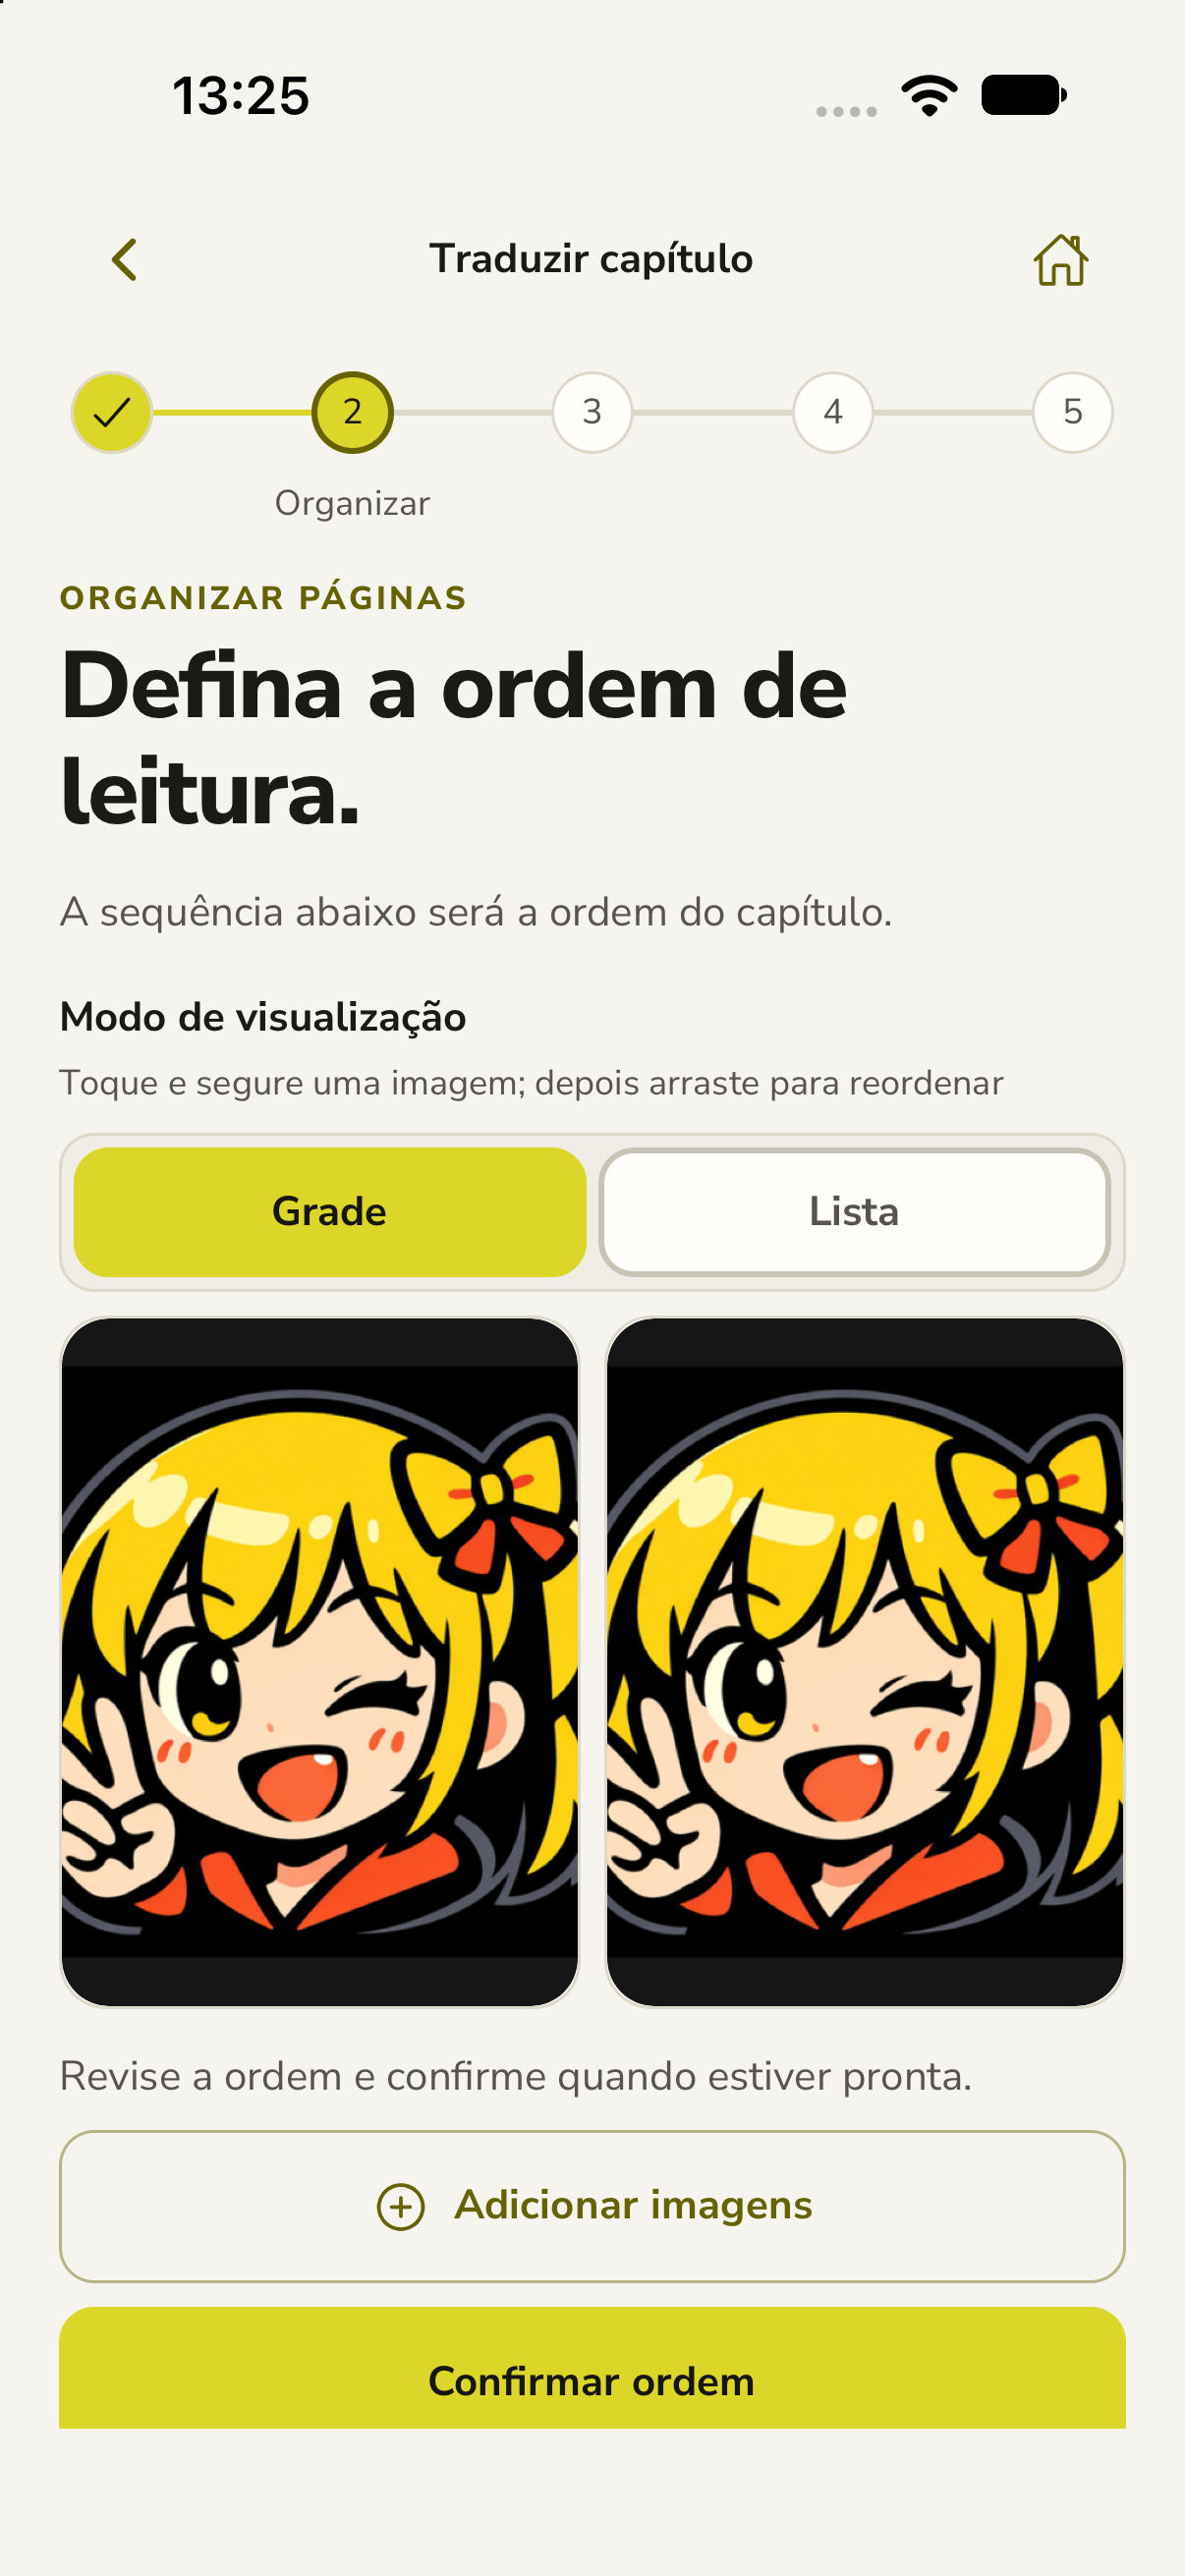 13:25
Traduzir capítulo
2
3
4
5
Organizar
ORGANIZAR PÁGINAS
Defina a ordem de
leitura.
A sequência abaixo será a ordem do capítulo.
Modo de visualização
Toque e segure uma imagem; depois arraste para reordenar
Grade
Lista
Revise a ordem e confirme quando estiver pronta.
Adicionar imagens
Confirmar ordem